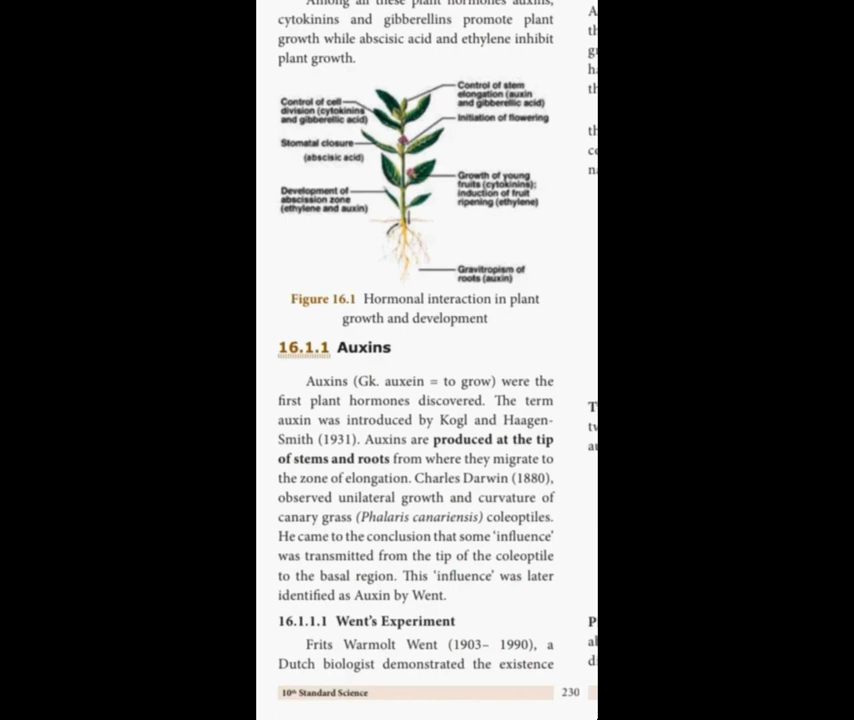 Among all these plant hormones auxins,
cytokinins and gibberellins promote plant
growth while abscisic acid and ethylene inhibit
plant growth.
Control of cell
division (cytokinins
and gibberellic acid)
Stomatal closure
(abscisic acid)
Development of
abscission zone
(ethylene and auxin)
Control of stem
elongation (auxin
and gibberellic acid)
Initiation of flowering
Growth of young
fruits (cytokinins);
induction of fruit
ripening (ethylene)
Gravitropism of
roots (auxin)
Figure 16.1 Hormonal interaction in plant
growth and development
16.1.1 Auxins
Auxins (Gk. auxein = to grow) were the
first plant hormones discovered. The term
auxin was introduced by Kogl and Haagen-
Smith (1931). Auxins are produced at the tip
of stems and roots from where they migrate to
the zone of elongation. Charles Darwin (1880),
observed unilateral growth and curvature of
canary grass (Phalaris canariensis) coleoptiles.
He came to the conclusion that some 'influence'
was transmitted from the tip of the coleoptile
to the basal region. This 'influence' was later
identified as Auxin by Went.
16.1.1.1 Went's Experiment
Frits Warmolt Went (1903– 1990), a
Dutch biologist demonstrated the existence
10th Standard Science
230